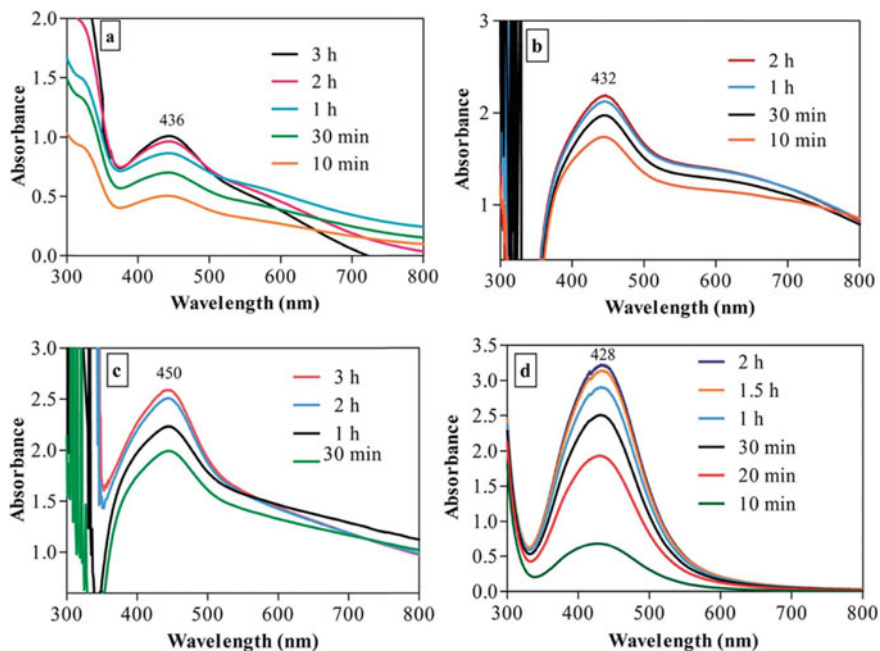 a
2.0
1.5
1.0
0.5
0.0
300 400 500 600 700 800
Absorbance
Wavelength (nm)
436
3 h
2 h
1 h
30 min
10 min
b
3
2
1
300 400 500 600 700 800
Absorbance
Wavelength (nm)
432
2 h
1 h
30 min
10 min
c
3.0
2.5
2.0
1.5
1.0
300 400 500 600 700 800
Absorbance
Wavelength (nm)
450
3 h
2 h
1 h
30 min
d
3.5
3.0
2.5
2.0
1.5
1.0
0.5
0.0
300 400 500 600 700 800
Absorbance
Wavelength (nm)
428
2 h
1.5 h
1 h
30 min
20 min
10 min